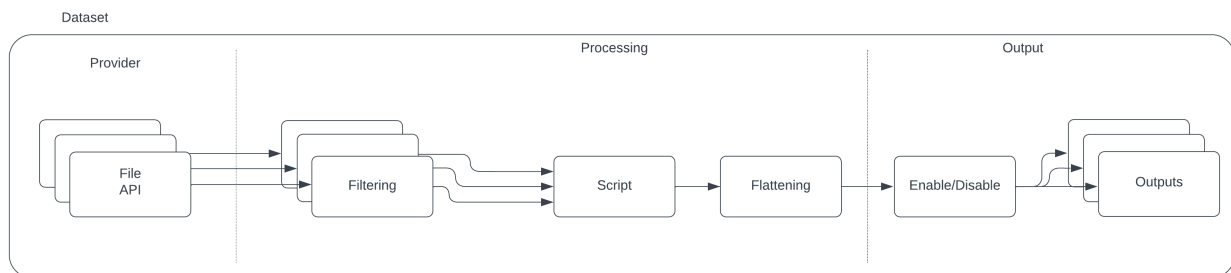 Dataset
Provider
Processing
Output
File
API
Filtering
Script
Flattening
Enable/Disable
Outputs